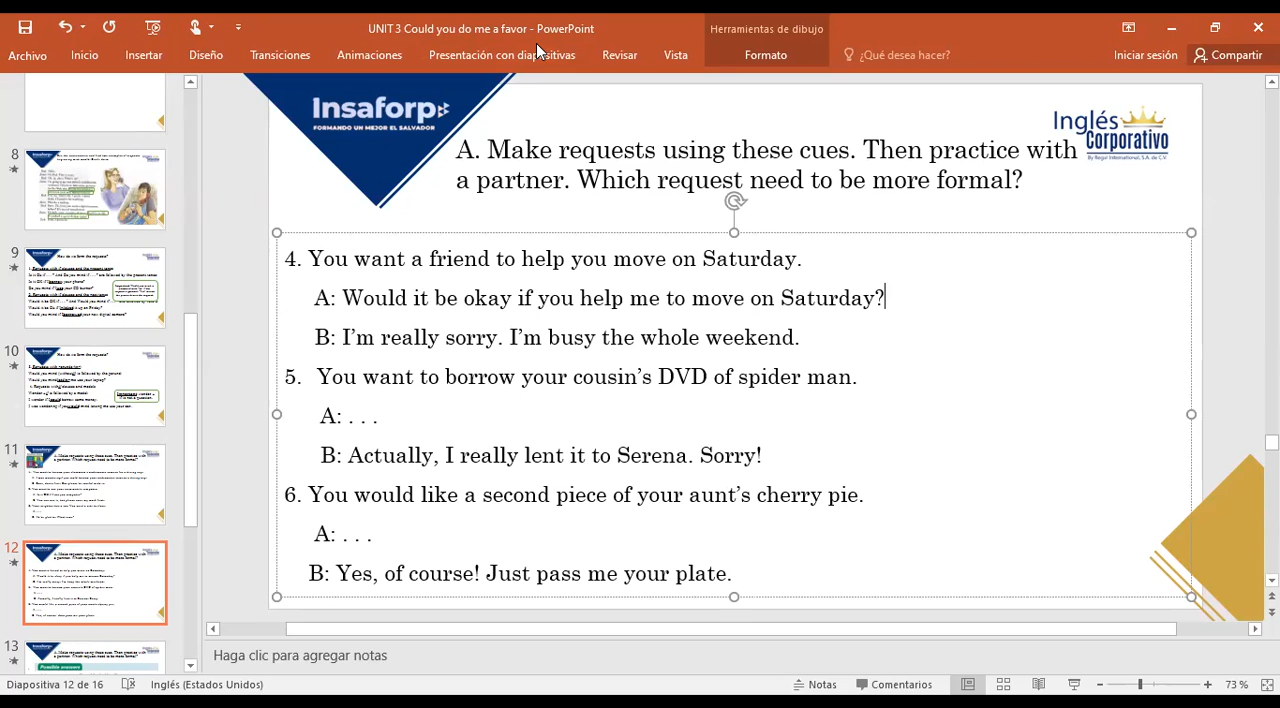 UNIT 3 Could you do me a favor - PowerPoint
Herramientas de dibujo
Archivo Inicio Insertar Diseño Transiciones Animaciones Presentación con diapositivas Revisar Vista Formato ¿Qué desea hacer? Iniciar sesión Compartir
Insaforp
FORMANDO UN MEJOR EL SALVADOR
Inglés
Corporativo
By Regal International, S.A. de C.V.
A. Make requests using these cues. Then practice with
a partner. Which request need to be more formal?
4. You want a friend to help you move on Saturday.
A: Would it be okay if you help me to move on Saturday?
B: I’m really sorry. I’m busy the whole weekend.
5. You want to borrow your cousin’s DVD of spider man.
A: . . .
B: Actually, I really lent it to Serena. Sorry!
6. You would like a second piece of your aunt’s cherry pie.
A: . . .
B: Yes, of course! Just pass me your plate.
8
9
10
11
12
13
Haga clic para agregar notas
Diapositiva 12 de 16 Inglés (Estados Unidos) Notas Comentarios 73 %